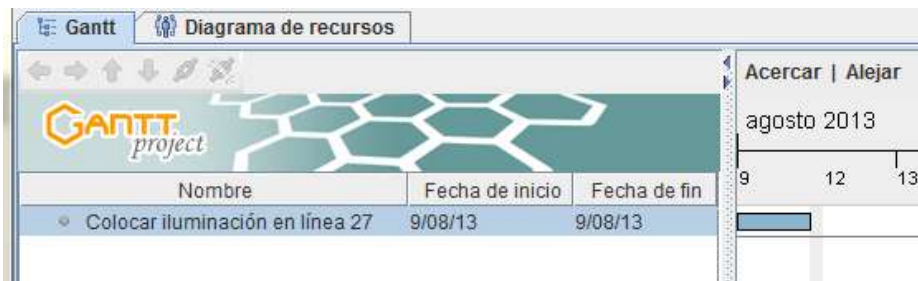 Gantt Diagrama de recursos
Acercar | Alejar
GANTT project
agosto 2013
9 12 13
Nombre Fecha de inicio Fecha de fin
Colocar iluminación en línea 27 9/08/13 9/08/13